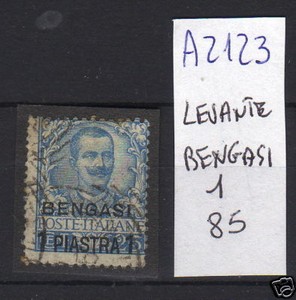 A2123
LEVANTE
BENGASI
1
85
BENGASI
POSTE ITALIANE
1 PIASTRA 1